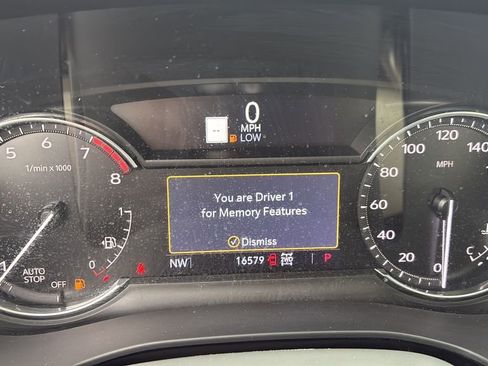 0
MPH
--
LOW
5
6
7
8
1/min x 1000
1
1
0
AUTO
STOP
OFF
You are Driver 1
for Memory Features
Dismiss
NW
16579
P
0
20
40
60
80
100
120
140
MPH